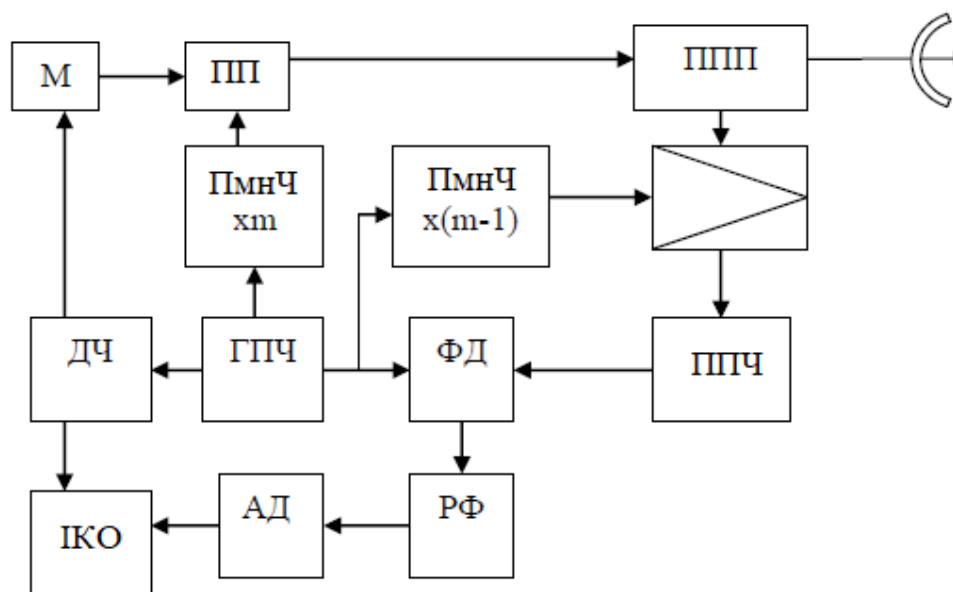 М
ПП
ППП
ПмнЧ
xm
ПмнЧ
x(m-1)
ДЧ
ГПЧ
ФД
ППЧ
ІКО
АД
РФ